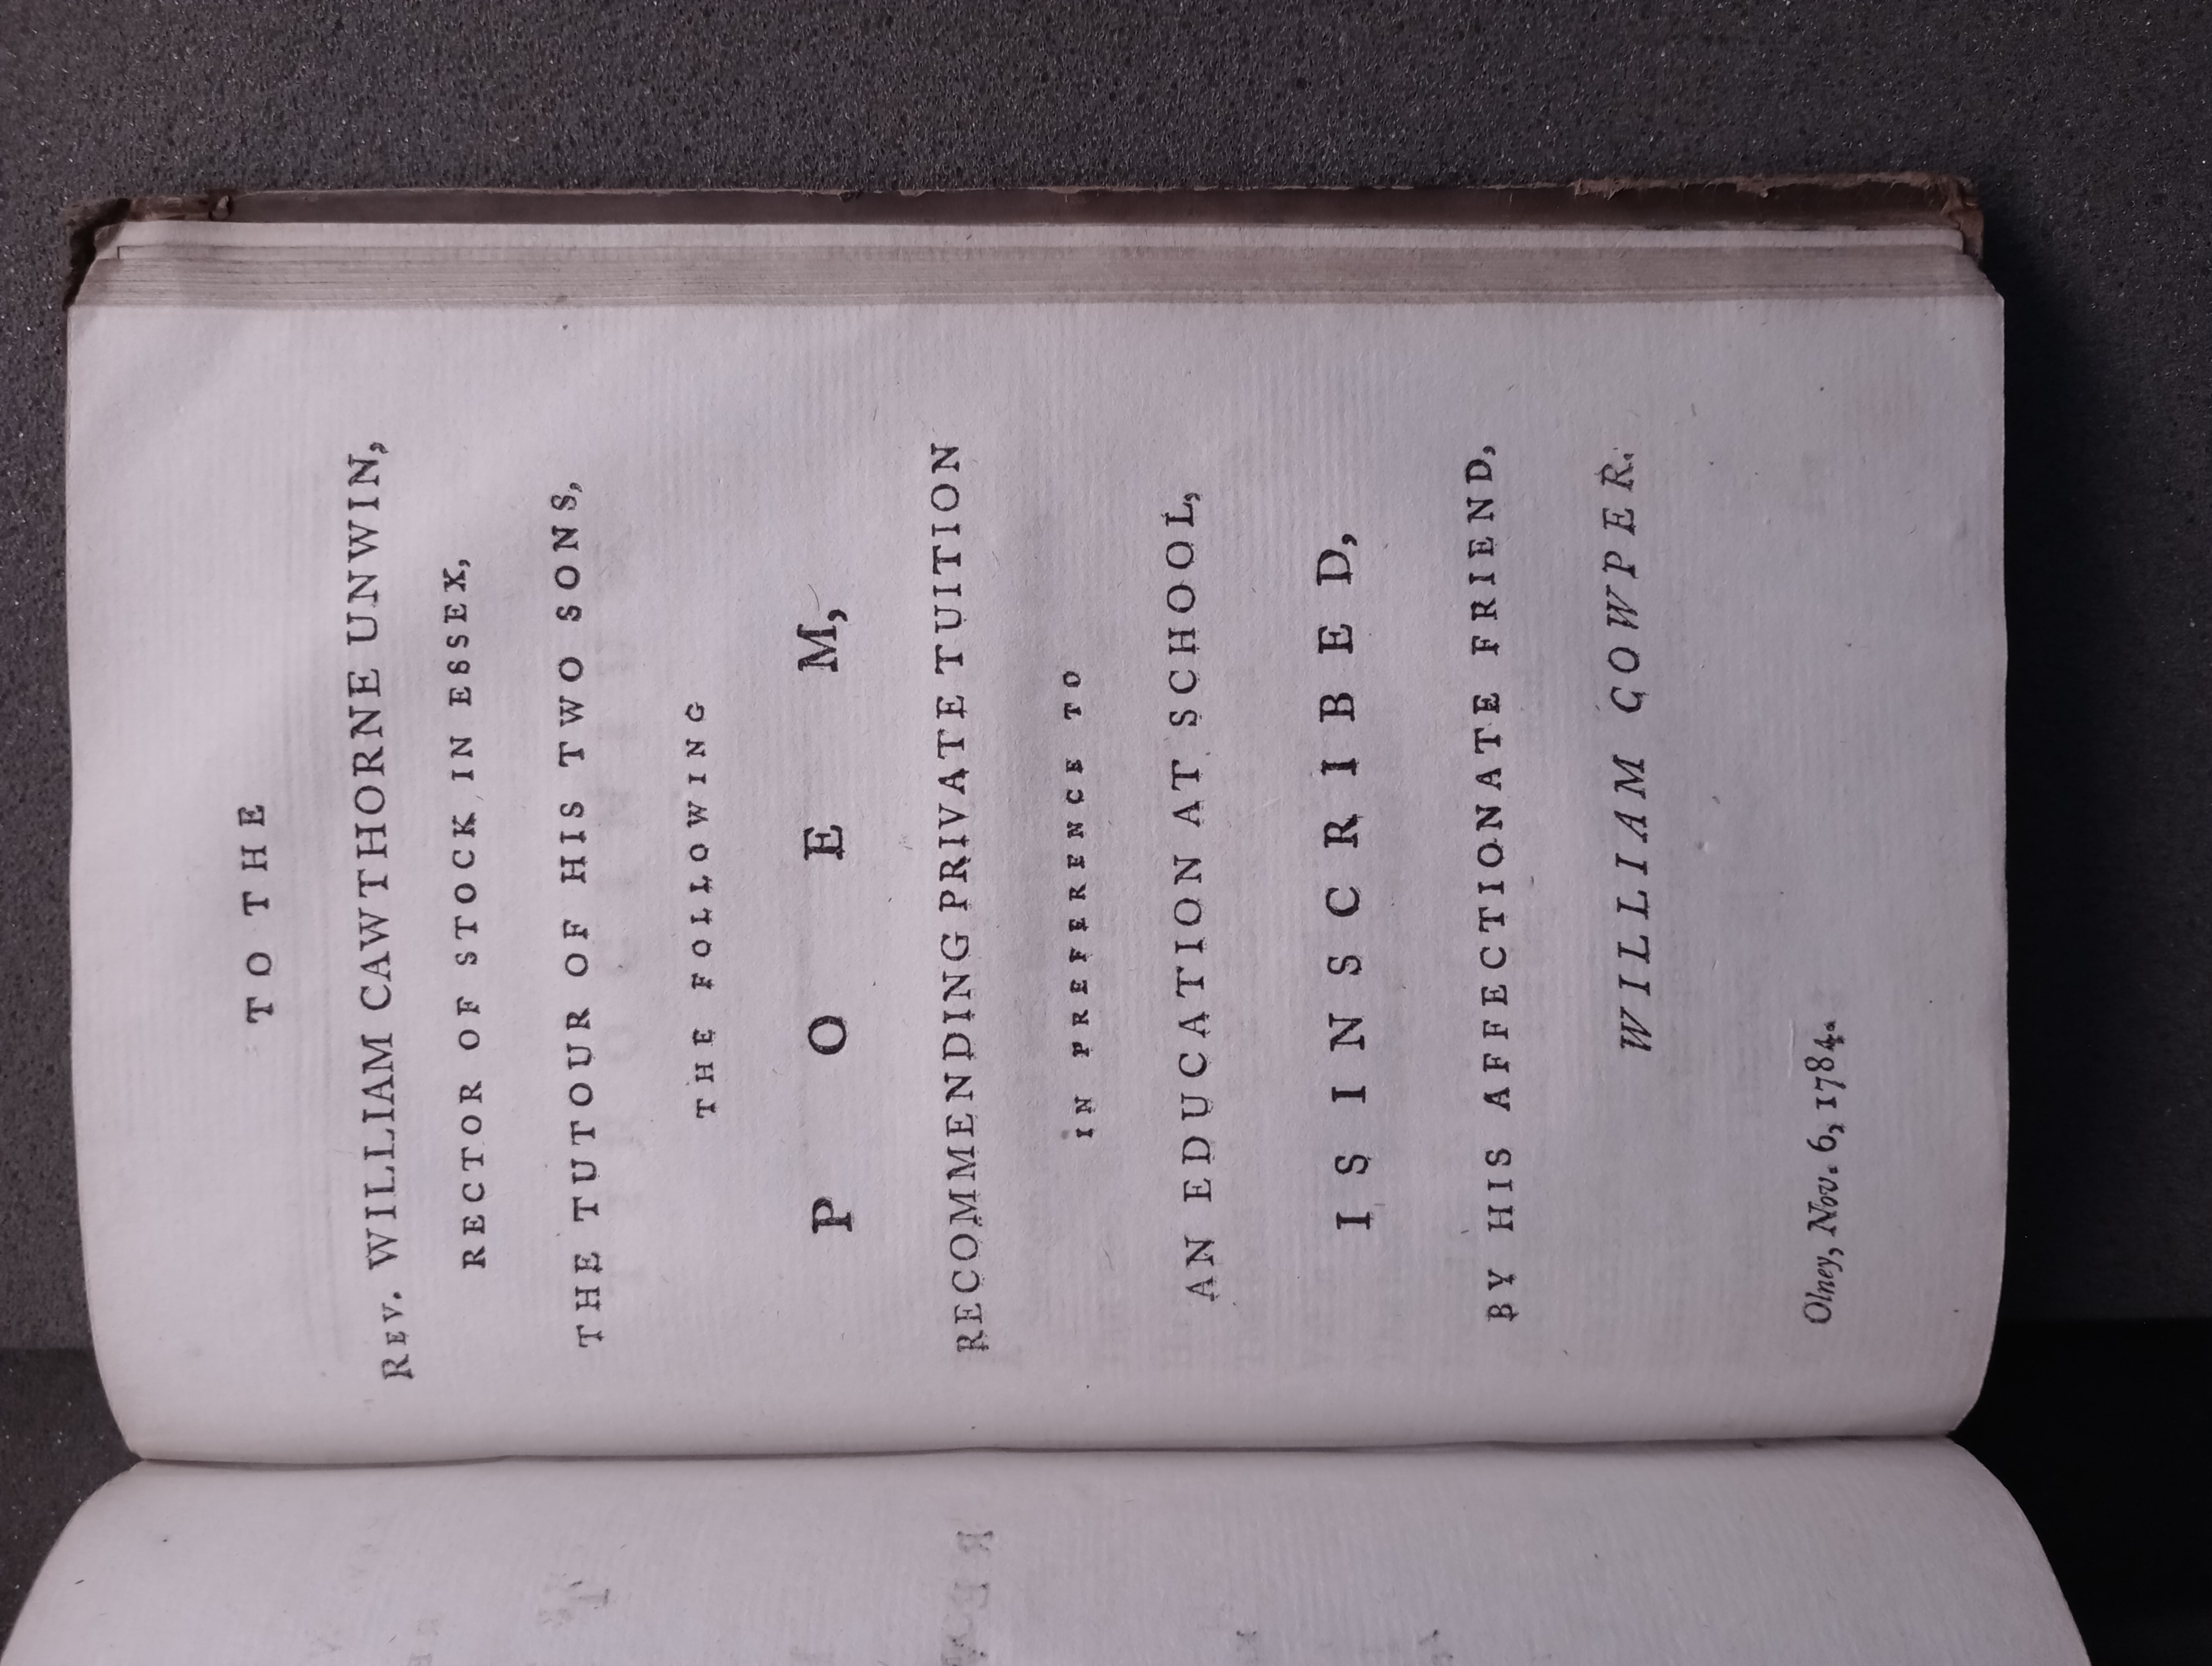 TO THE
REV. WILLIAM CAWTHORNE UNWIN,
RECTOR OF STOCK IN ESSEX,
THE TUTOUR OF HIS TWO SONS,
THE FOLLOWING
POEM,
RECOMMENDING PRIVATE TUITION
IN PREFERENCE TO
AN EDUCATION AT SCHOOL,
IS INSCRIBED,
BY HIS AFFECTIONATE FRIEND,
WILLIAM COWPER.
Olney, Nov. 6, 1784.